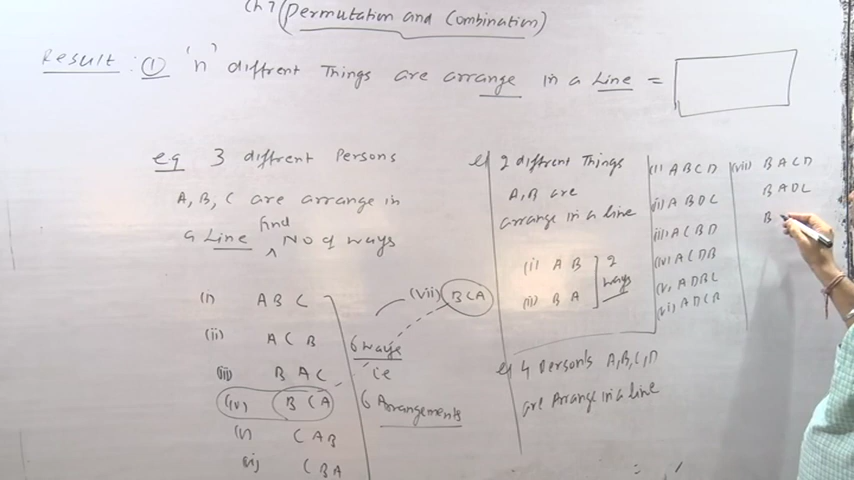 Ch 7 (Permutation and Combination)
Result : ① 'n' diffrent Things are arrange in a Line =
eg 3 diffrent Persons
A, B, C are arrange in
a Line find No of ways
(i) A B C
(ii) A C B
(iii) B A C
(iv) B C A
(v) C A B
(vi) C B A
6 ways
i.e
6 Arrangements
(vii) B C A
eg 2 diffrent Things
A, B are
arrange in a line
(i) A B
(ii) B A
2
ways
eg 4 Persons A, B, C, D
are Arrange in a line
(i) A B C D
(ii) A B D C
(iii) A C B D
(iv) A C D B
(v) A D B C
(vi) A D C B
(vii) B A C D
B A D C
B